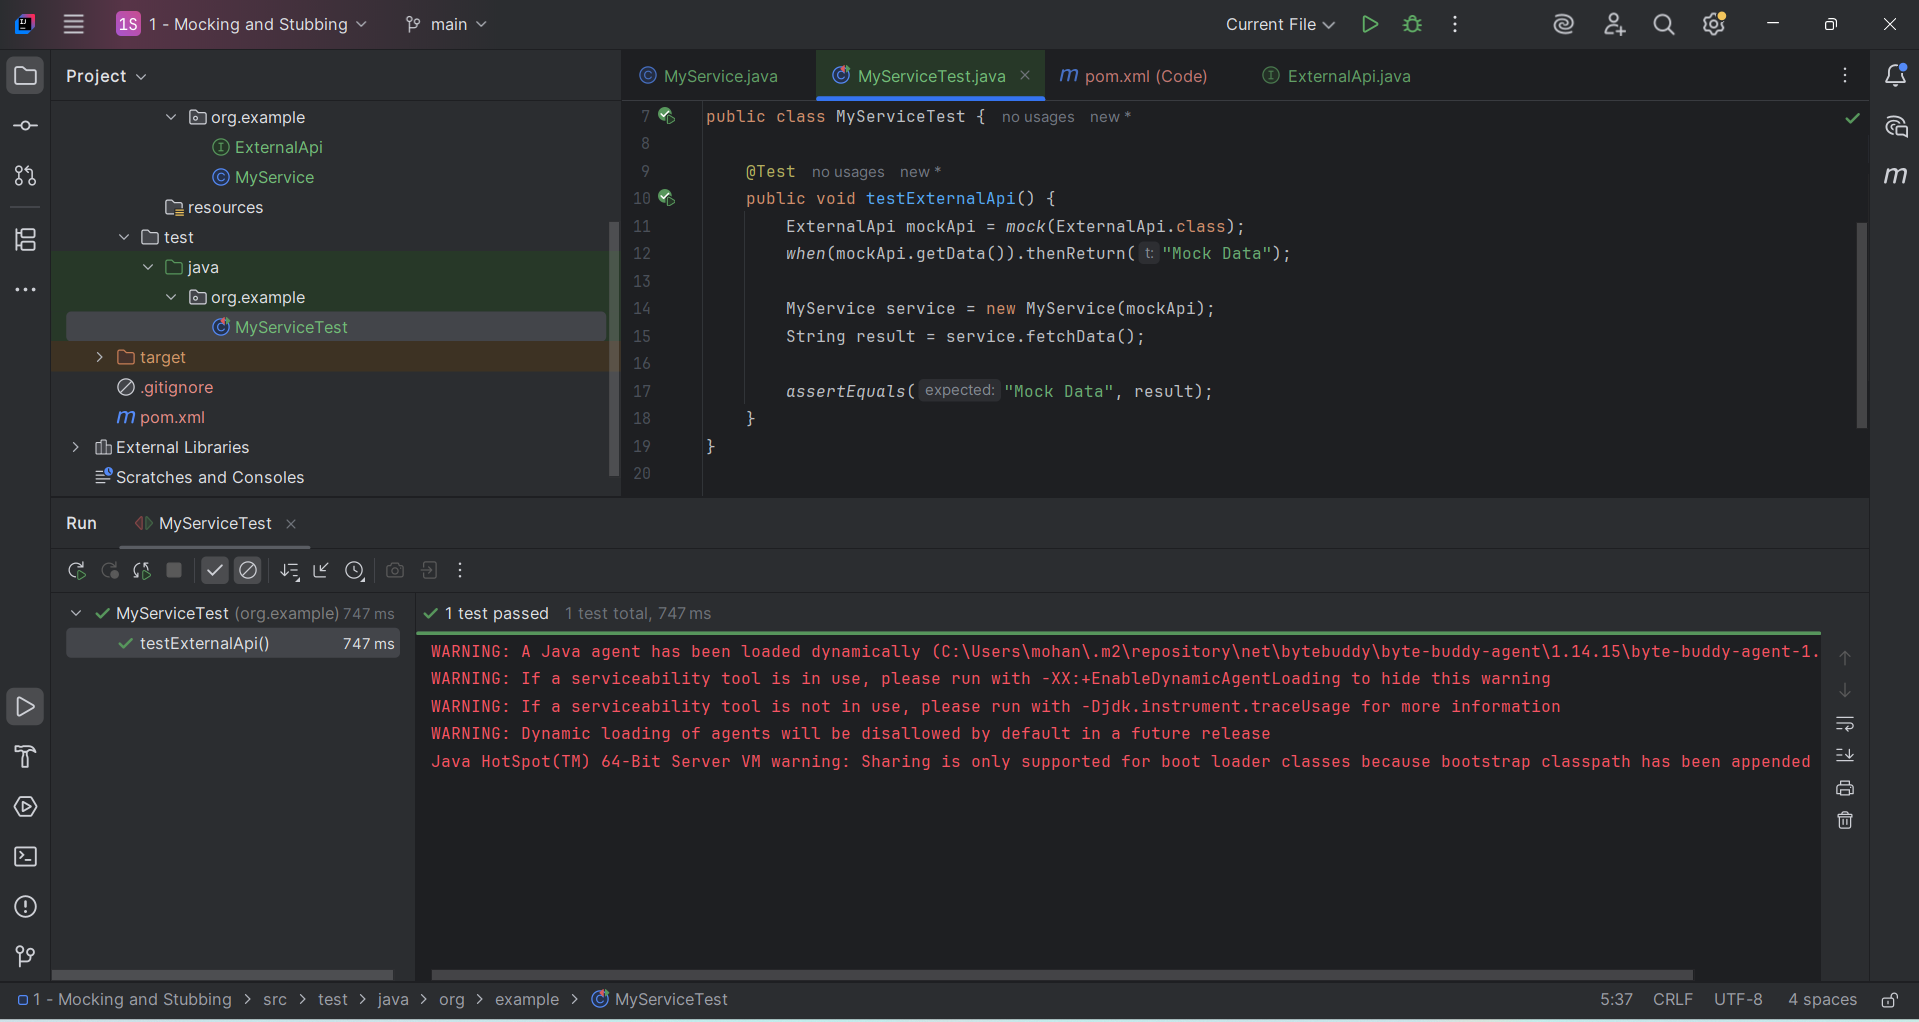 1S 1 - Mocking and Stubbing main Current File
Project
MyService.java MyServiceTest.java pom.xml (Code) ExternalApi.java
org.example
ExternalApi
MyService
resources
test
java
org.example
MyServiceTest
target
.gitignore
pom.xml
External Libraries
Scratches and Consoles
7 public class MyServiceTest { no usages new *
8
9 @Test no usages new *
10 public void testExternalApi() {
11 ExternalApi mockApi = mock(ExternalApi.class);
12 when(mockApi.getData()).thenReturn( t: "Mock Data");
13
14 MyService service = new MyService(mockApi);
15 String result = service.fetchData();
16
17 assertEquals( expected: "Mock Data", result);
18 }
19 }
20
Run MyServiceTest
MyServiceTest (org.example) 747 ms
testExternalApi() 747 ms
1 test passed 1 test total, 747 ms
WARNING: A Java agent has been loaded dynamically (C:\Users\mohan\.m2\repository\net\bytebuddy\byte-buddy-agent\1.14.15\byte-buddy-agent-1.
WARNING: If a serviceability tool is in use, please run with -XX:+EnableDynamicAgentLoading to hide this warning
WARNING: If a serviceability tool is not in use, please run with -Djdk.instrument.traceUsage for more information
WARNING: Dynamic loading of agents will be disallowed by default in a future release
Java HotSpot(TM) 64-Bit Server VM warning: Sharing is only supported for boot loader classes because bootstrap classpath has been appended
1 - Mocking and Stubbing > src > test > java > org > example > MyServiceTest 5:37 CRLF UTF-8 4 spaces